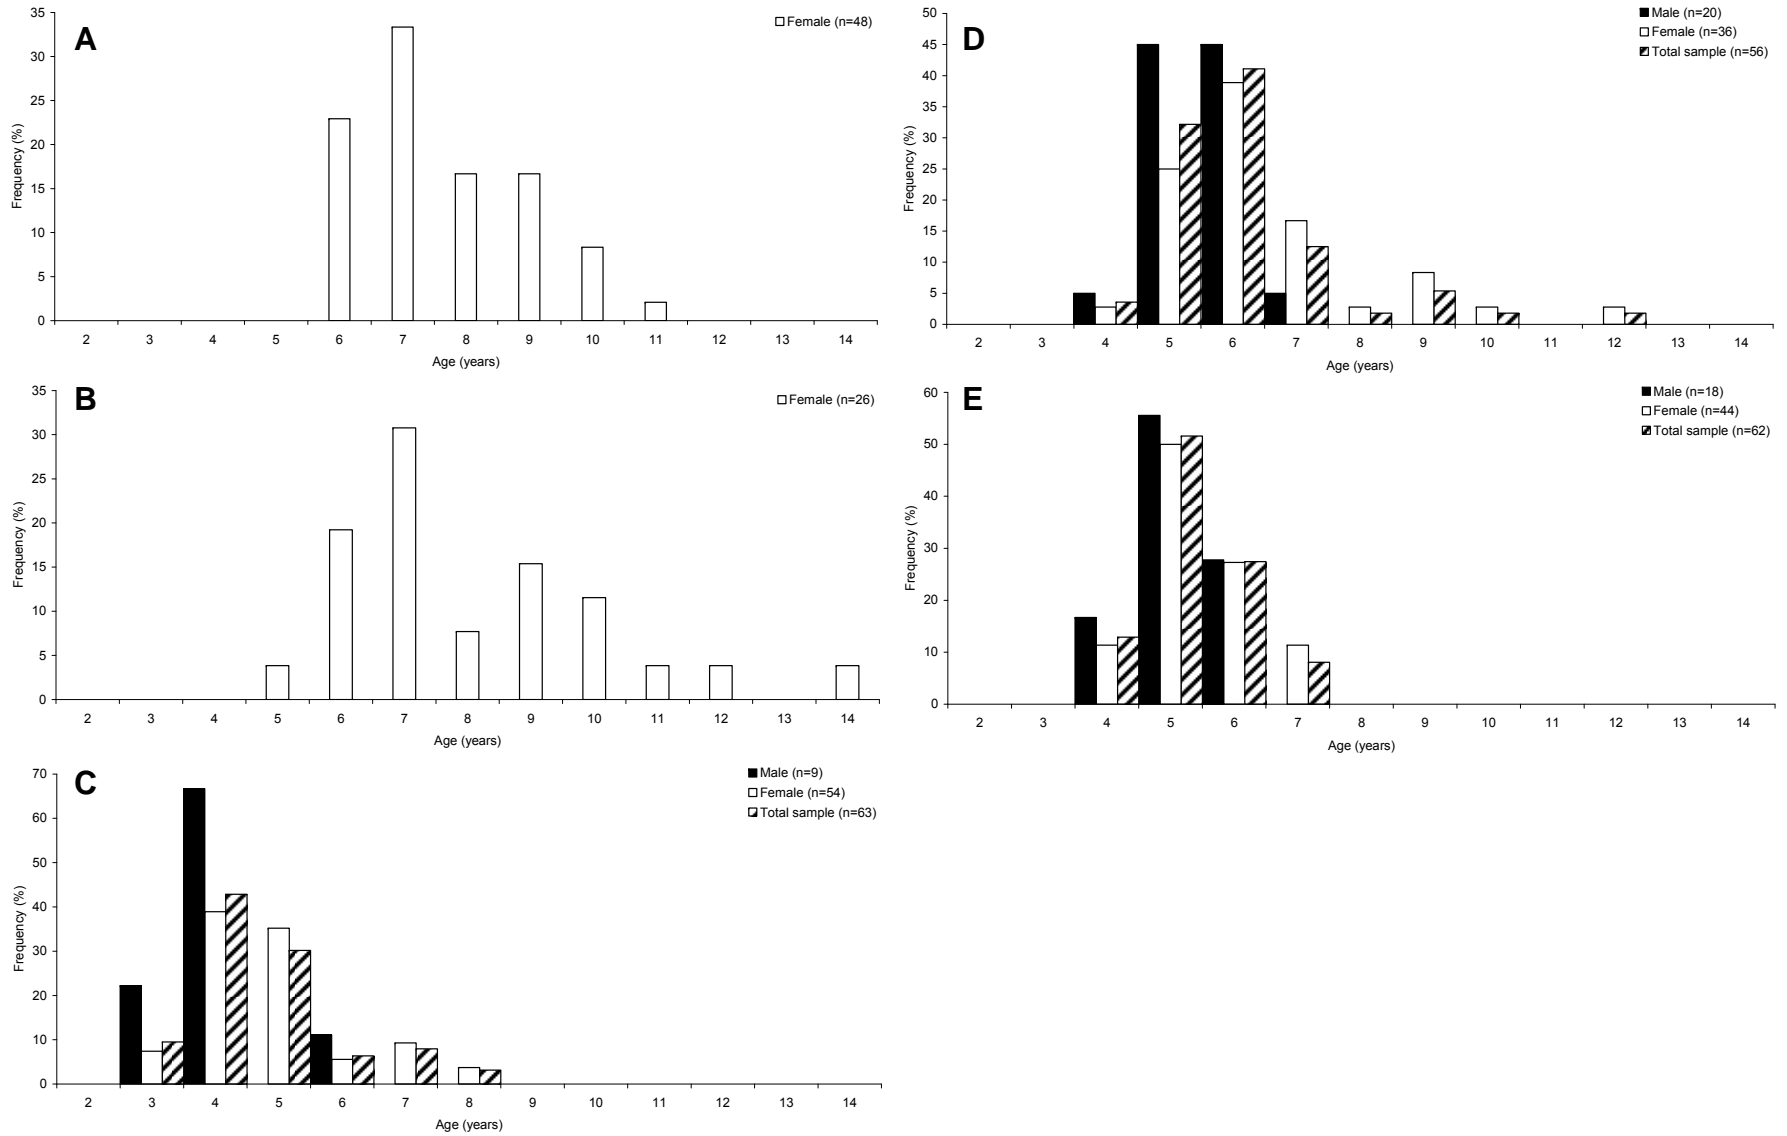 A
Female (n=48)
35
30
25
20
15
10
5
0
Frequency (%)
2 3 4 5 6 7 8 9 10 11 12 13 14
Age (years)
B
Female (n=26)
35
30
25
20
15
10
5
0
Frequency (%)
2 3 4 5 6 7 8 9 10 11 12 13 14
Age (years)
C
Male (n=9)
Female (n=54)
Total sample (n=63)
70
60
50
40
30
20
10
0
Frequency (%)
2 3 4 5 6 7 8 9 10 11 12 13 14
Age (years)
D
Male (n=20)
Female (n=36)
Total sample (n=56)
50
45
40
35
30
25
20
15
10
5
0
Frequency (%)
2 3 4 5 6 7 8 9 10 11 12 13 14
Age (years)
E
Male (n=18)
Female (n=44)
Total sample (n=62)
60
50
40
30
20
10
0
Frequency (%)
2 3 4 5 6 7 8 9 10 11 12 13 14
Age (years)